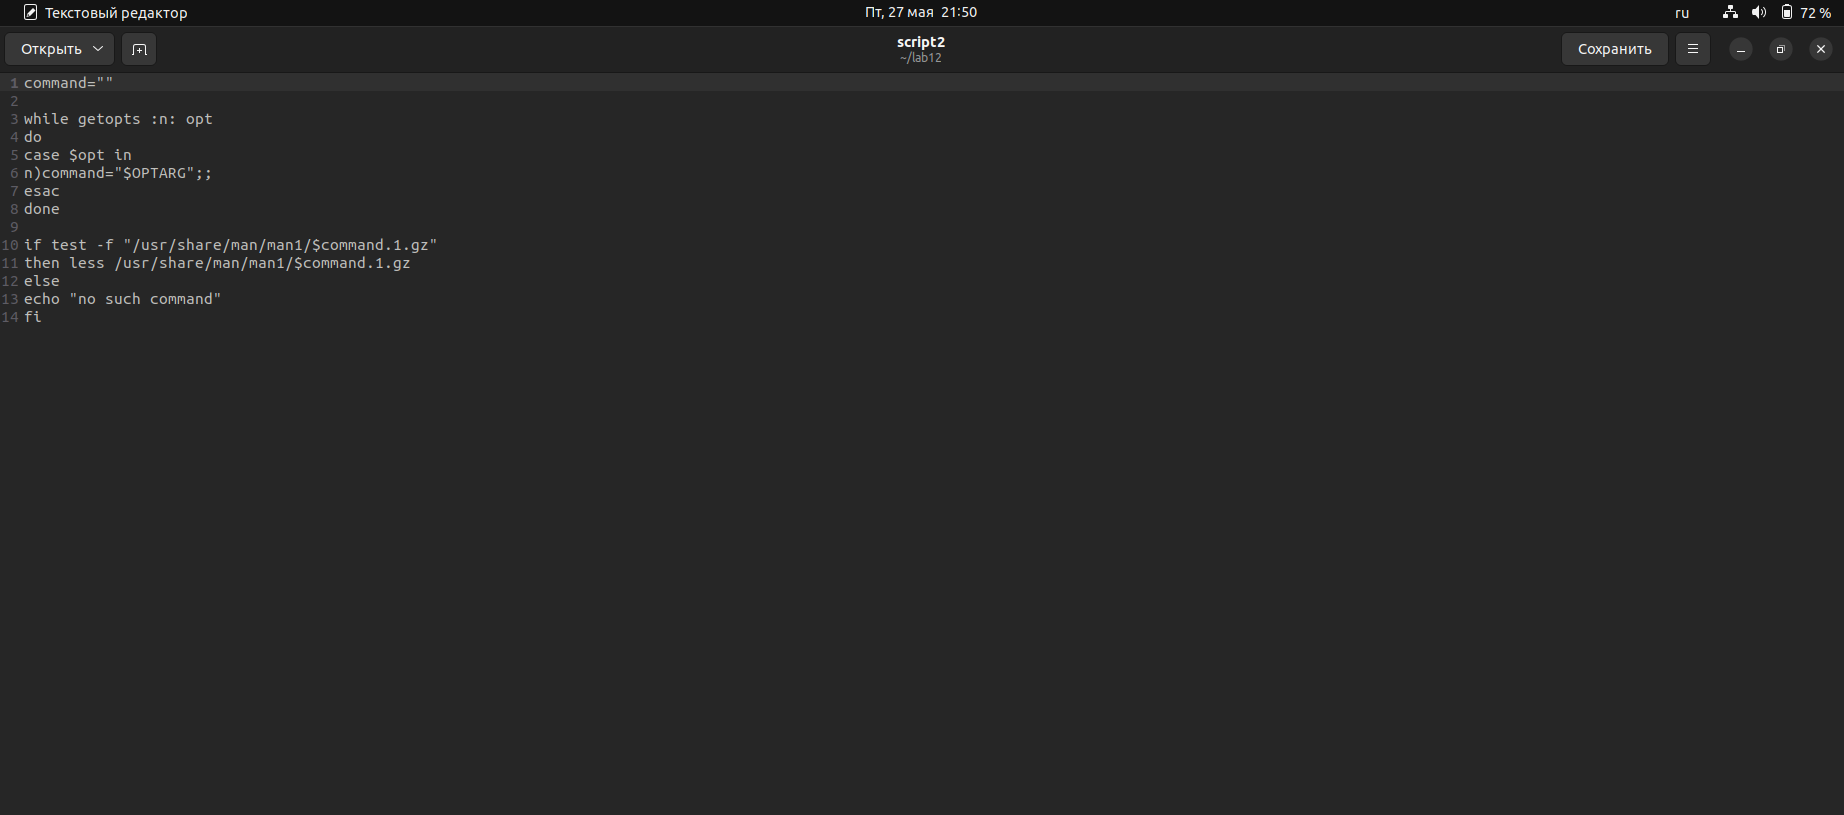 Текстовый редактор
Пт, 27 мая 21:50
ru
72 %
Открыть
script2
~/lab12
Сохранить
1 command=""
2
3 while getopts :n: opt
4 do
5 case $opt in
6 n)command="$OPTARG";;
7 esac
8 done
9
10 if test -f "/usr/share/man/man1/$command.1.gz"
11 then less /usr/share/man/man1/$command.1.gz
12 else
13 echo "no such command"
14 fi